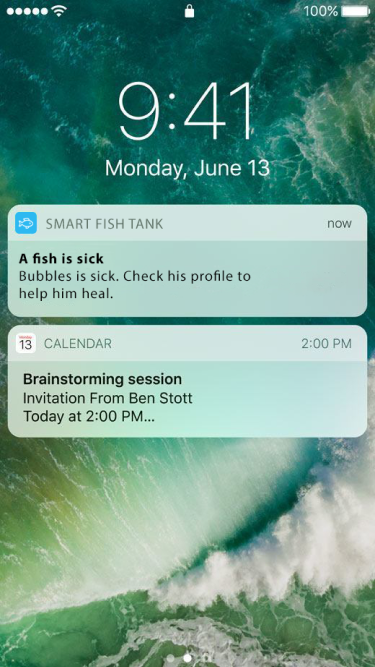 100%
9:41
Monday, June 13
SMART FISH TANK now
A fish is sick
Bubbles is sick. Check his profile to
help him heal.
13 CALENDAR 2:00 PM
Brainstorming session
Invitation From Ben Stott
Today at 2:00 PM...